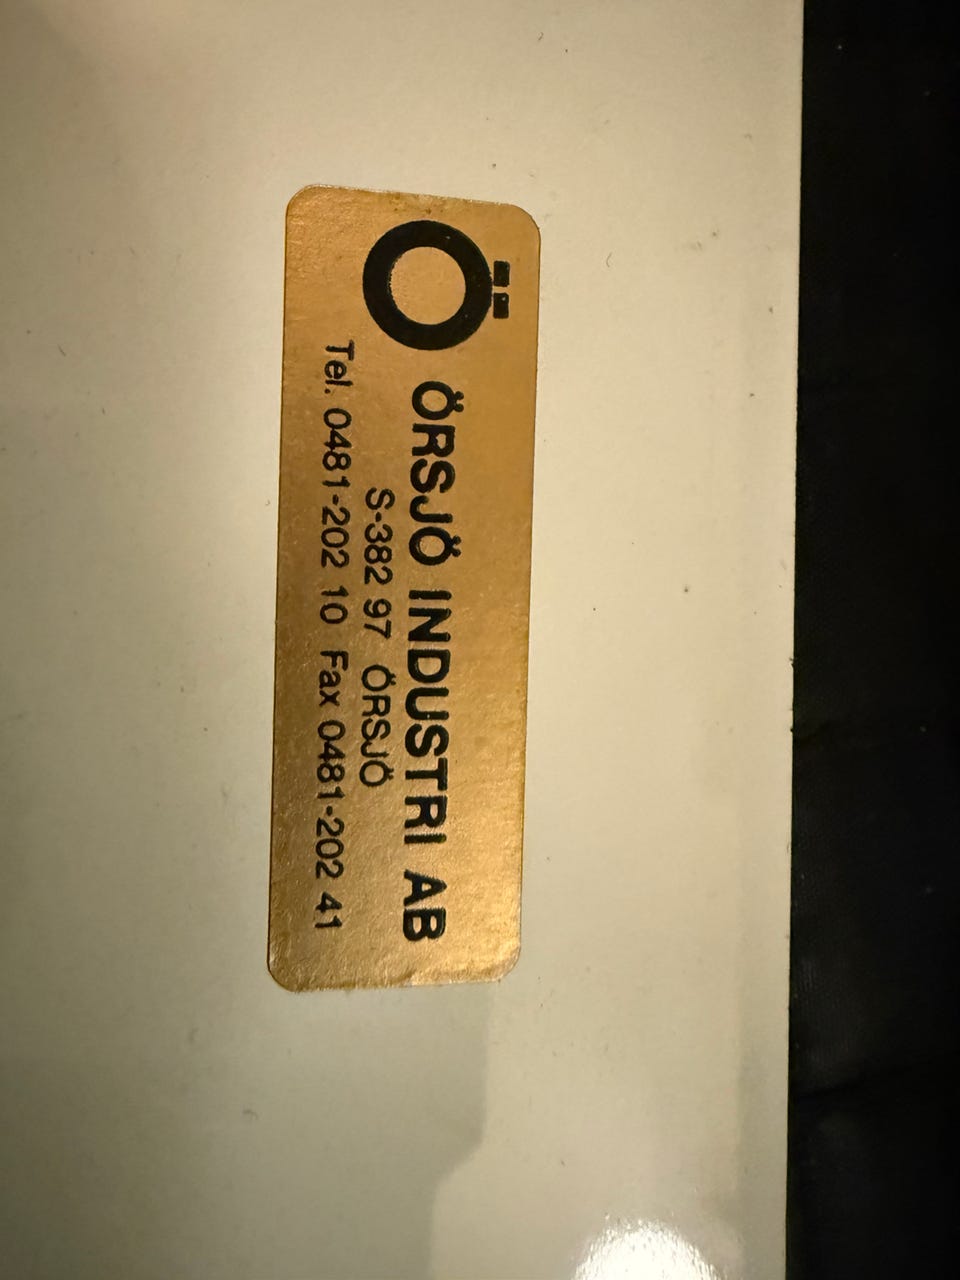 Ö
ÖRSJÖ INDUSTRI AB
S-382 97 ÖRSJÖ
Tel. 0481-202 10 Fax 0481-202 41